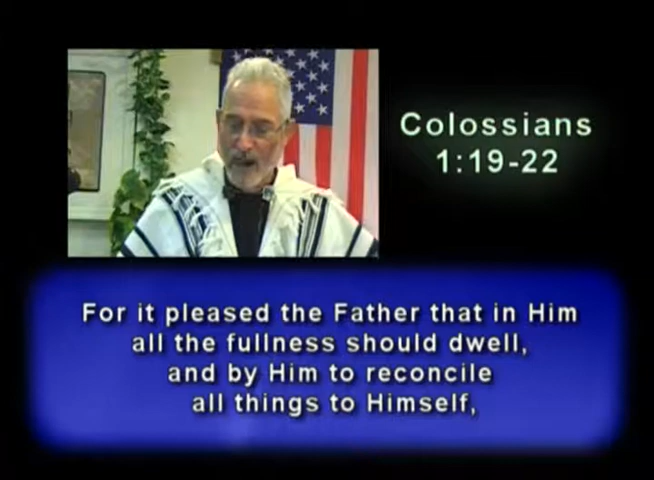 Colossians
1:19-22
For it pleased the Father that in Him
all the fullness should dwell,
and by Him to reconcile
all things to Himself,